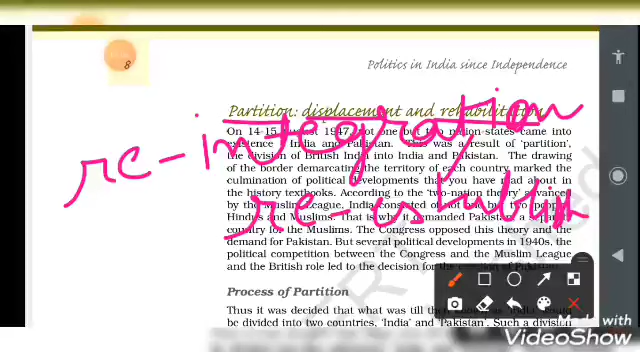 8
Politics in India since Independence
Partition: displacement and rehabilitation
On 14-15 August 1947, not one but two nation-states came into
existence – India and Pakistan. This was a result of 'partition',
the division of British India into India and Pakistan. The drawing
of the border demarcating the territory of each country marked the
culmination of political developments that you have read about in
the history textbooks. According to the 'two-nation theory' advanced
by the Muslim League, India consisted of not one but two 'people',
Hindus and Muslims. That is why it demanded Pakistan, a separate
country for the Muslims. The Congress opposed this theory and the
demand for Pakistan. But several political developments in 1940s, the
political competition between the Congress and the Muslim League
and the British role led to the decision for the creation of Pakistan.
re-integration
re-establish
Process of Partition
Thus it was decided that what was till then known as 'India' would
be divided into two countries, 'India' and 'Pakistan'. Such a division
Made with
VideoShow